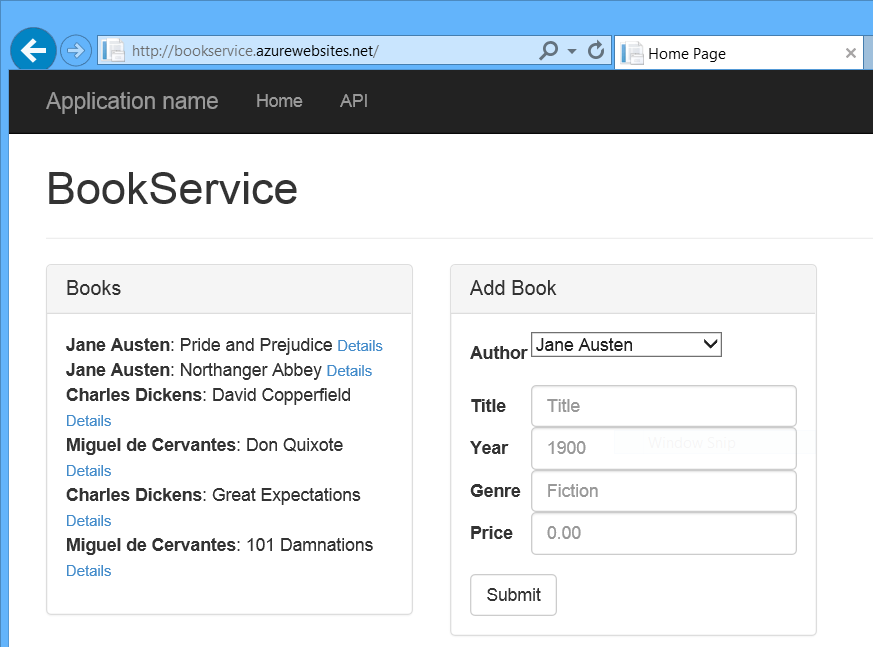 http://bookservice.azurewebsites.net/
Home Page
Application name Home API
BookService
Books
Jane Austen: Pride and Prejudice Details
Jane Austen: Northanger Abbey Details
Charles Dickens: David Copperfield
Details
Miguel de Cervantes: Don Quixote
Details
Charles Dickens: Great Expectations
Details
Miguel de Cervantes: 101 Damnations
Details
Add Book
Author Jane Austen
Title Title
Year 1900
Window Snip
Genre Fiction
Price 0.00
Submit